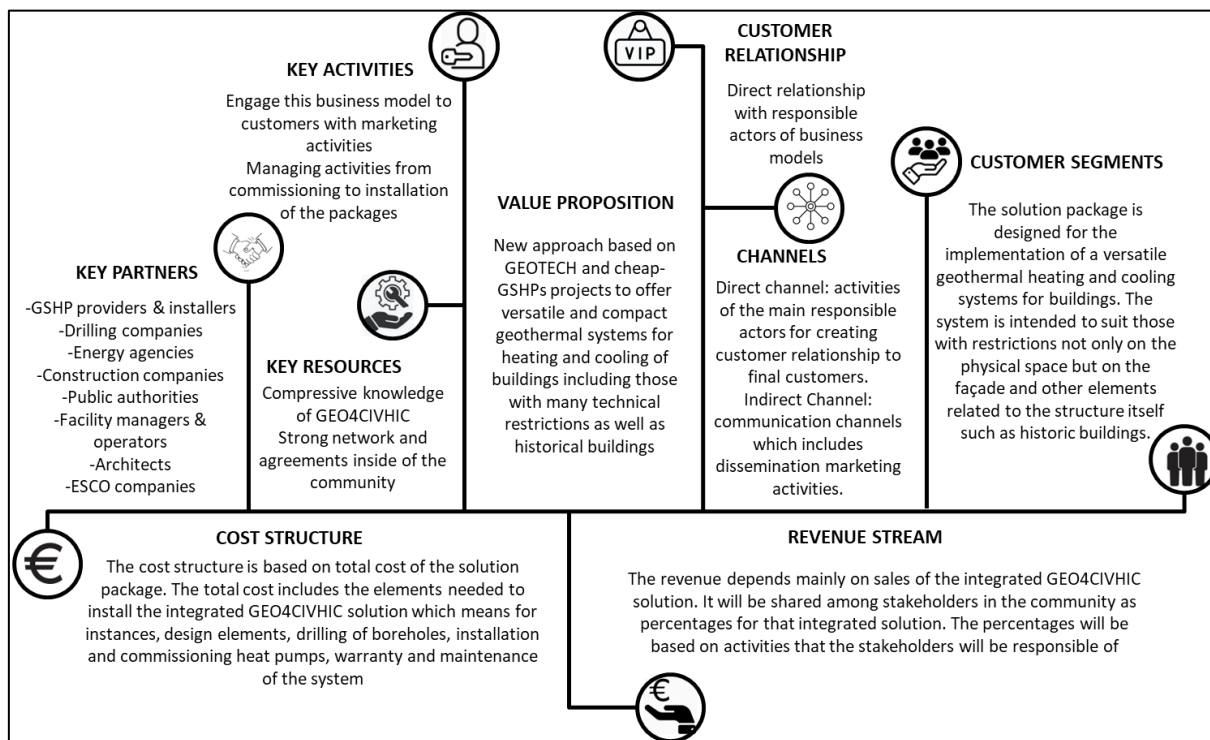 KEY ACTIVITIES
Engage this business model to
customers with marketing
activities
Managing activities from
commissioning to installation
of the packages
KEY PARTNERS
-GSHP providers & installers
-Drilling companies
-Energy agencies
-Construction companies
-Public authorities
-Facility managers &
operators
-Architects
-ESCO companies
KEY RESOURCES
Compressive knowledge
of GEO4CIVHIC
Strong network and
agreements inside of the
community
VALUE PROPOSITION
New approach based on
GEOTECH and cheap-
GSHPs projects to offer
versatile and compact
geothermal systems for
heating and cooling of
buildings including those
with many technical
restrictions as well as
historical buildings
VIP
CUSTOMER
RELATIONSHIP
Direct relationship
with responsible
actors of business
models
CHANNELS
Direct channel: activities
of the main responsible
actors for creating
customer relationship to
final customers.
Indirect Channel:
communication channels
which includes
dissemination marketing
activities.
CUSTOMER SEGMENTS
The solution package is
designed for the
implementation of a versatile
geothermal heating and cooling
systems for buildings. The
system is intended to suit those
with restrictions not only on the
physical space but on the
façade and other elements
related to the structure itself
such as historic buildings.
€
COST STRUCTURE
The cost structure is based on total cost of the solution
package. The total cost includes the elements needed to
install the integrated GEO4CIVHIC solution which means for
instances, design elements, drilling of boreholes, installation
and commissioning heat pumps, warranty and maintenance
of the system
REVENUE STREAM
The revenue depends mainly on sales of the integrated GEO4CIVHIC
solution. It will be shared among stakeholders in the community as
percentages for that integrated solution. The percentages will be
based on activities that the stakeholders will be responsible of
€